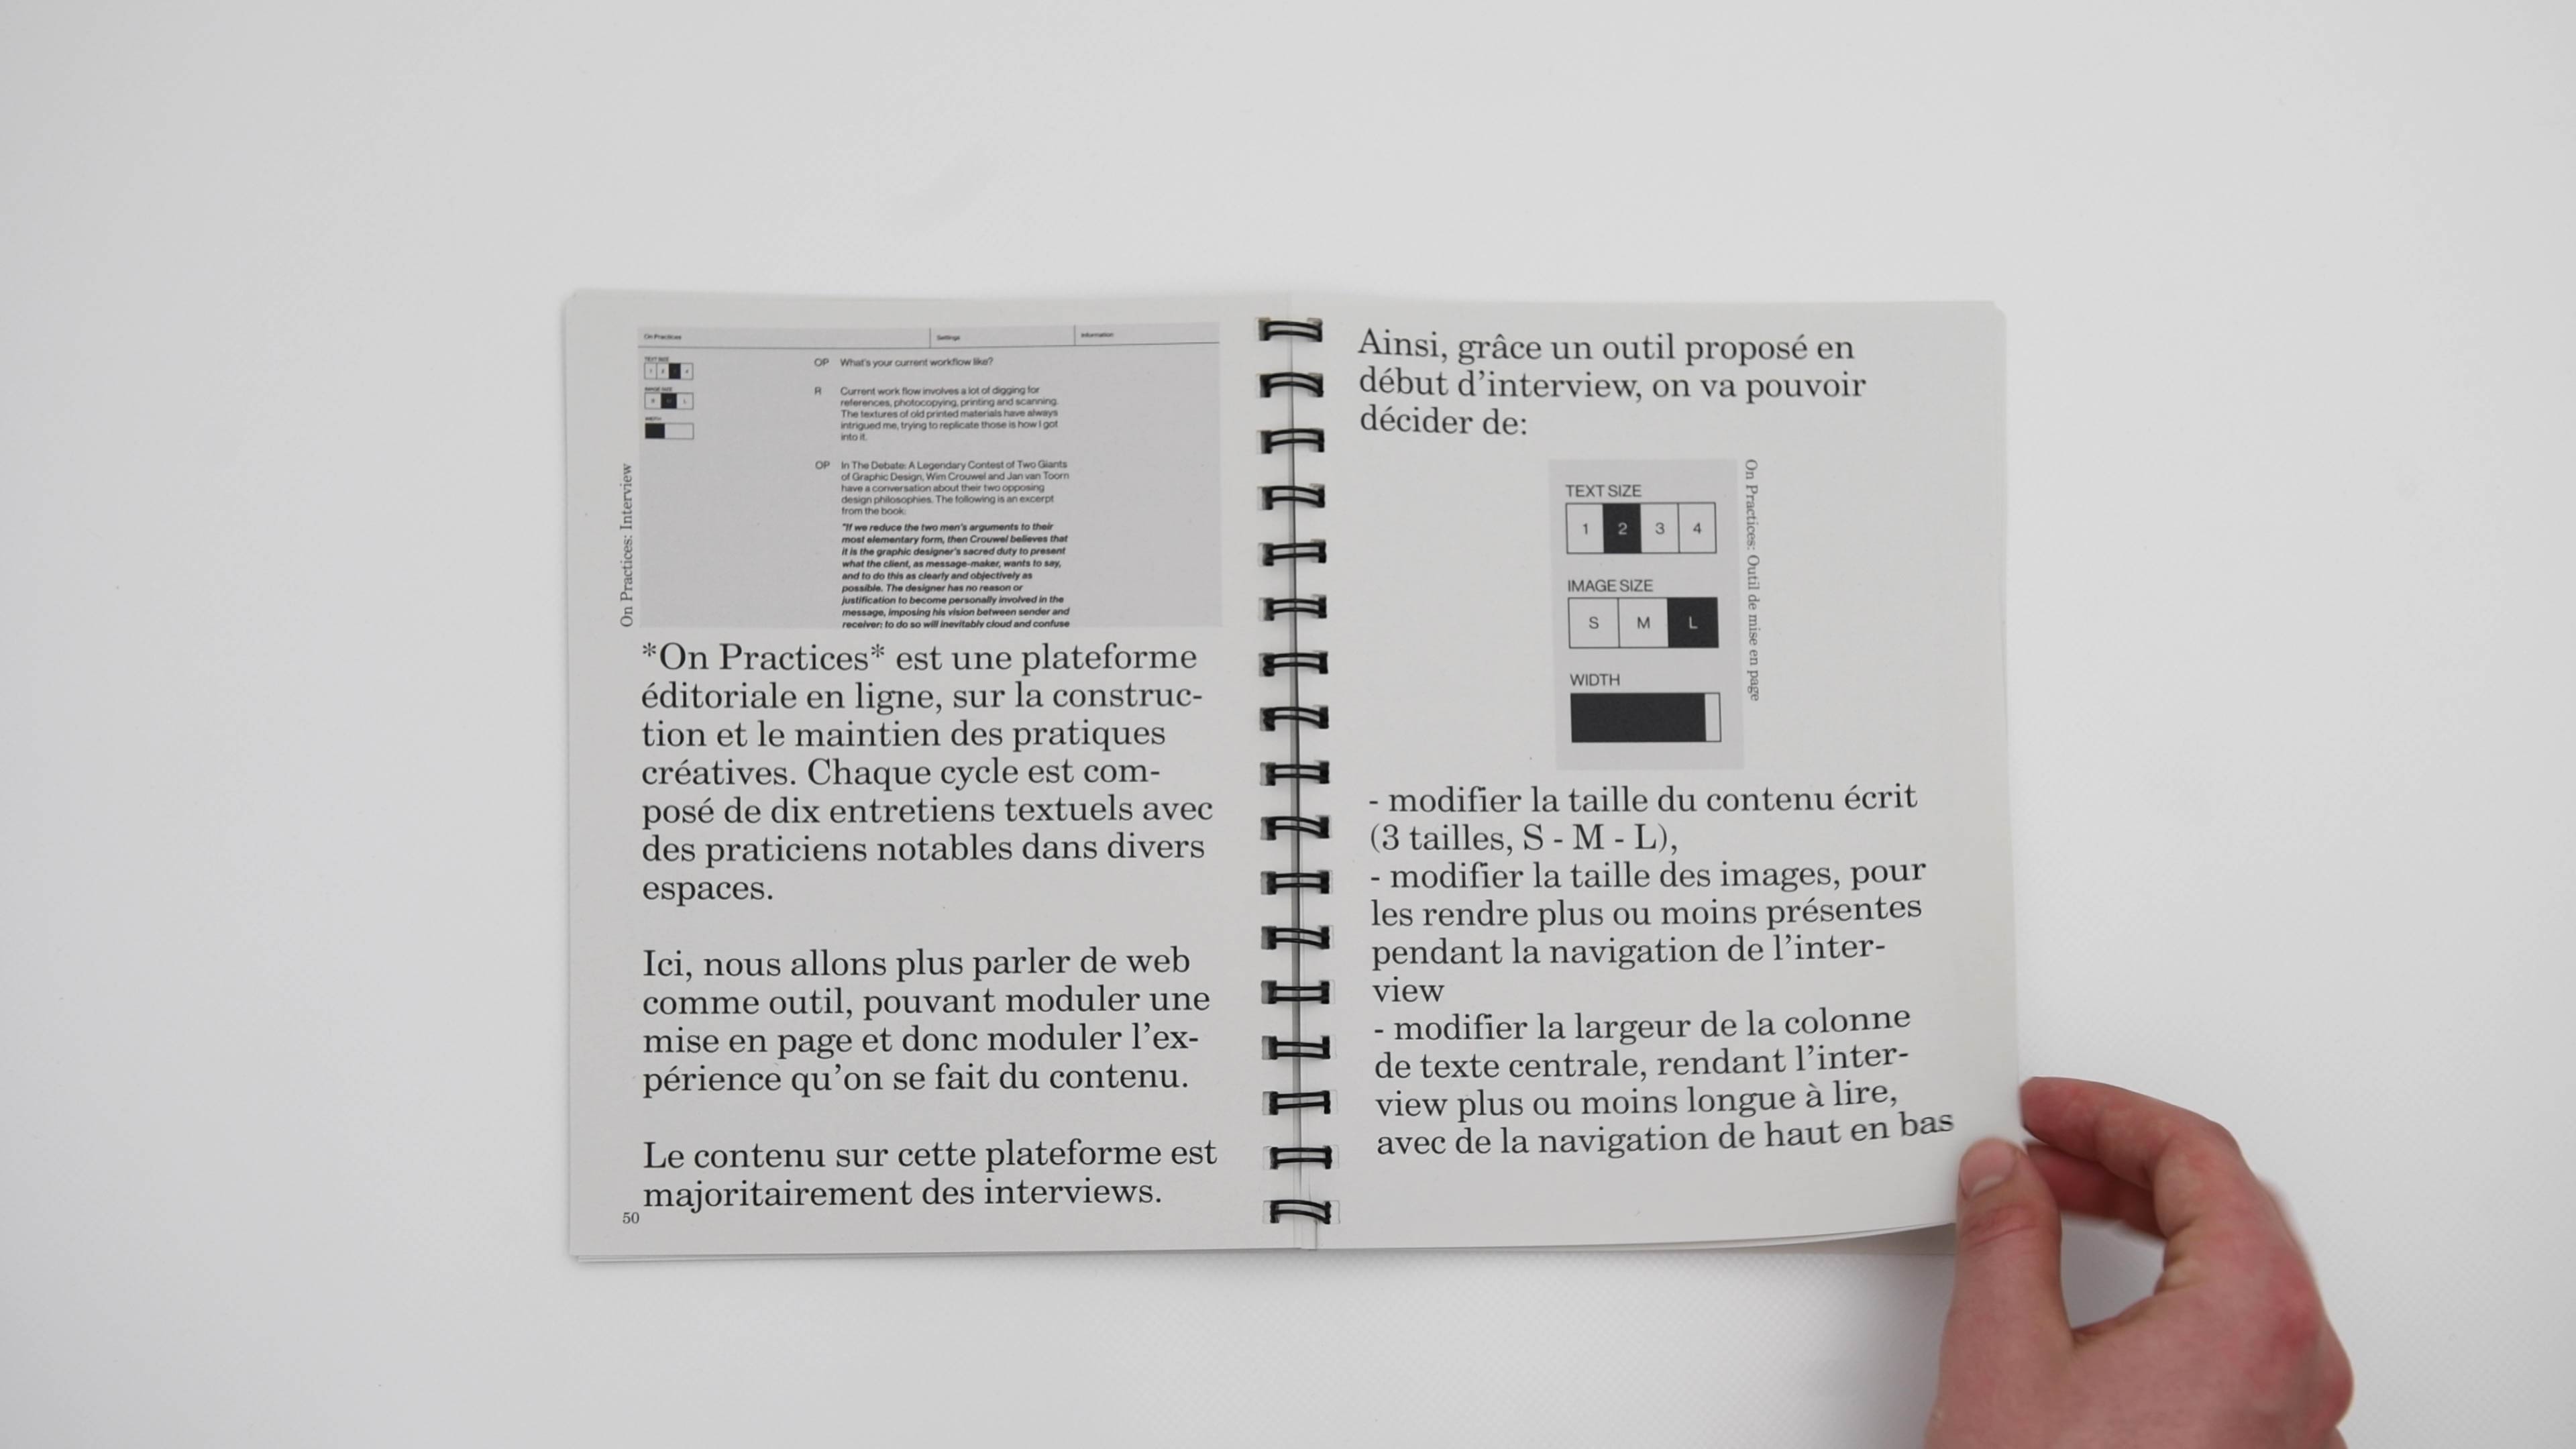 On Practices
Settings
Information
TEXT SIZE
IMAGE SIZE
WIDTH
OP What's your current workflow like?
R Current work flow involves a lot of digging for
references, photocopying, printing and scanning.
The textures of old printed materials have always
intrigued me, trying to replicate those is how I got
into it.
OP In The Debate: A Legendary Contest of Two Giants
of Graphic Design, Wim Crouwel and Jan van Toorn
have a conversation about their two opposing
design philosophies. The following is an excerpt
from the book:
"If we reduce the two men's arguments to their
most elementary form, then Crouwel believes that
it is the graphic designer's sacred duty to present
what the client, as message-maker, wants to say,
and to do this as clearly and objectively as
possible. The designer has no reason or
justification to become personally involved in the
message, imposing his vision between sender and
receiver; to do so will inevitably cloud and confuse
On Practices: Interview
*On Practices* est une plateforme
éditoriale en ligne, sur la construc-
tion et le maintien des pratiques
créatives. Chaque cycle est com-
posé de dix entretiens textuels avec
des praticiens notables dans divers
espaces.
Ici, nous allons plus parler de web
comme outil, pouvant moduler une
mise en page et donc moduler l'ex-
périence qu'on se fait du contenu.
Le contenu sur cette plateforme est
majoritairement des interviews.
50
Ainsi, grâce un outil proposé en
début d'interview, on va pouvoir
décider de:
TEXT SIZE
1 2 3 4
IMAGE SIZE
S M L
WIDTH
On Practices: Outil de mise en page
- modifier la taille du contenu écrit
(3 tailles, S - M - L),
- modifier la taille des images, pour
les rendre plus ou moins présentes
pendant la navigation de l'inter-
view
- modifier la largeur de la colonne
de texte centrale, rendant l'inter-
view plus ou moins longue à lire,
avec de la navigation de haut en bas